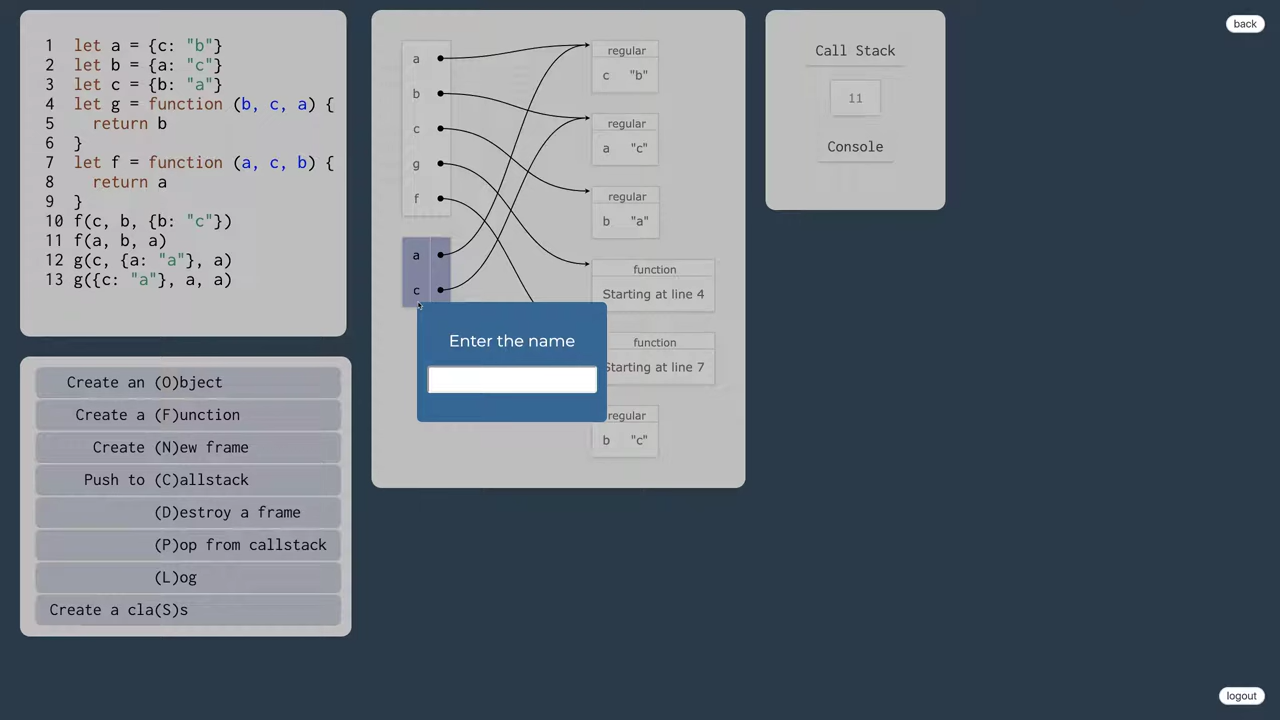 1 let a = {c: "b"}
2 let b = {a: "c"}
3 let c = {b: "a"}
4 let g = function (b, c, a) {
5 return b
6 }
7 let f = function (a, c, b) {
8 return a
9 }
10 f(c, b, {b: "c"})
11 f(a, b, a)
12 g(c, {a: "a"}, a)
13 g({c: "a"}, a, a)
Create an (O)bject
Create a (F)unction
Create (N)ew frame
Push to (C)allstack
(D)estroy a frame
(P)op from callstack
(L)og
Create a cla(S)s
a
b
c
g
f
a
c
regular
c "b"
regular
a "c"
regular
b "a"
function
Starting at line 4
function
Starting at line 7
regular
b "c"
Enter the name
Call Stack
11
Console
back
logout